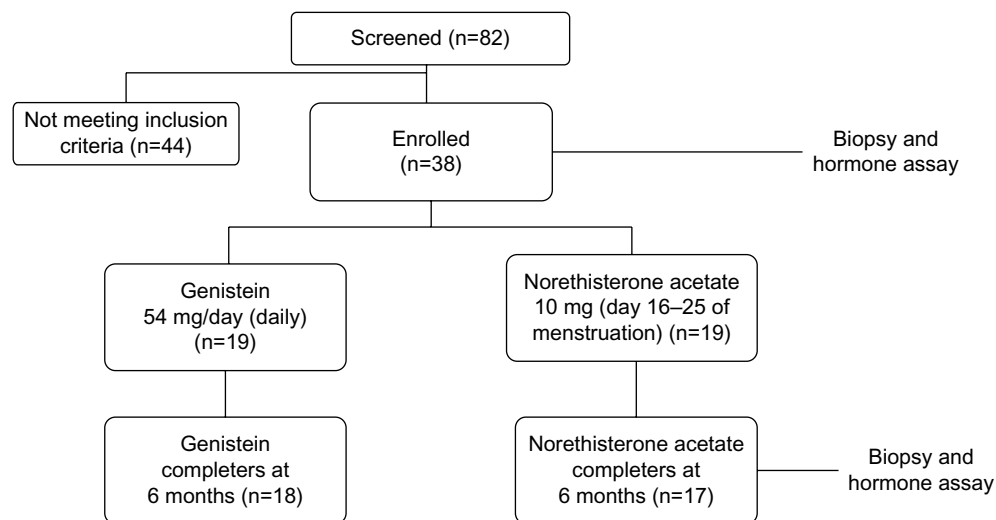 Screened (n=82)
Not meeting inclusion
criteria (n=44)
Enrolled
(n=38)
Biopsy and
hormone assay
Genistein
54 mg/day (daily)
(n=19)
Norethisterone acetate
10 mg (day 16–25 of
menstruation) (n=19)
Genistein
completers at
6 months (n=18)
Norethisterone acetate
completers at
6 months (n=17)
Biopsy and
hormone assay